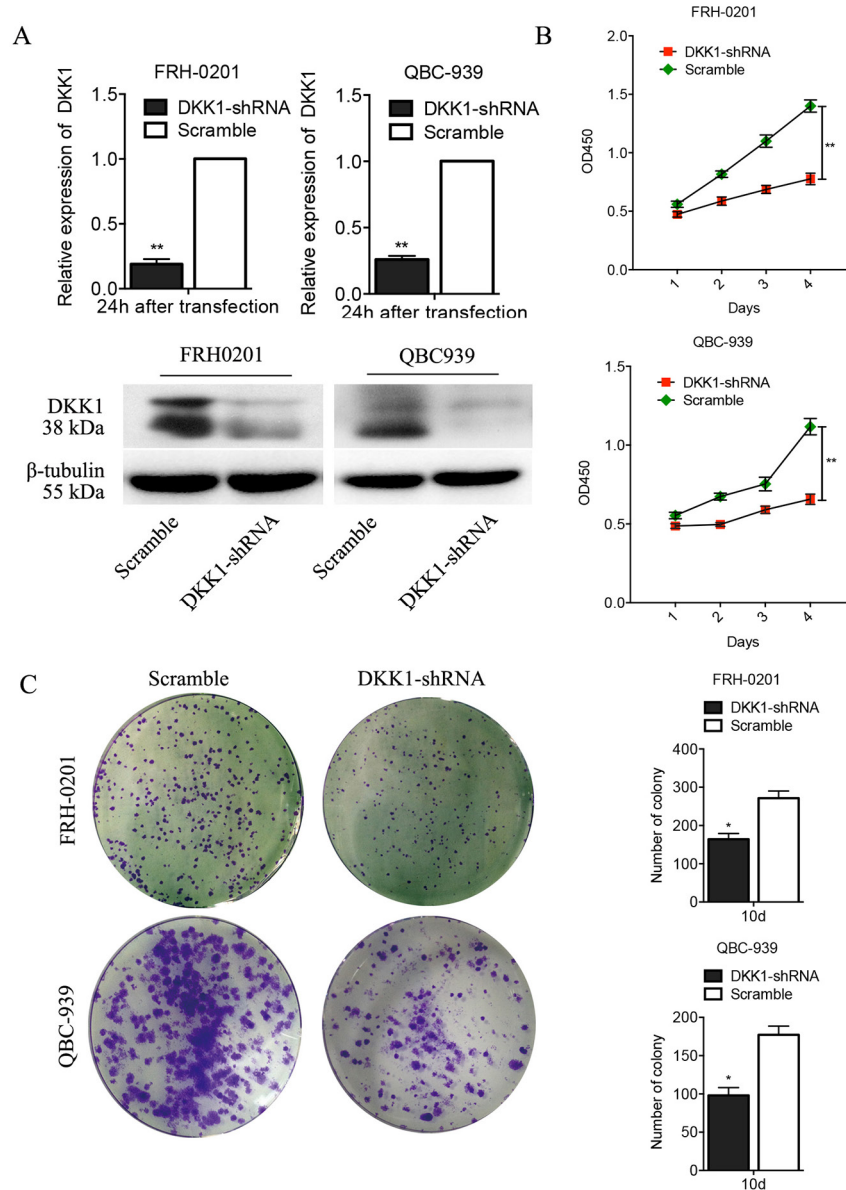 A
FRH-0201
DKK1-shRNA
Scramble
Relative expression of DKK1
1.5
1.0
0.5
0.0
**
24h after transfection
QBC-939
DKK1-shRNA
Scramble
Relative expression of DKK1
1.5
1.0
0.5
0.0
**
24h after transfection
FRH0201
QBC939
DKK1
38 kDa
β-tubulin
55 kDa
Scramble
DKK1-shRNA
Scramble
DKK1-shRNA
B
FRH-0201
DKK1-shRNA
Scramble
OD450
2.0
1.5
1.0
0.5
0.0
**
1 2 3 4
Days
QBC-939
DKK1-shRNA
Scramble
OD450
1.5
1.0
0.5
0.0
**
1 2 3 4
Days
C
Scramble
DKK1-shRNA
FRH-0201
QBC-939
FRH-0201
DKK1-shRNA
Scramble
Number of colony
400
300
200
100
0
*
10d
QBC-939
DKK1-shRNA
Scramble
Number of colony
200
150
100
50
0
*
10d